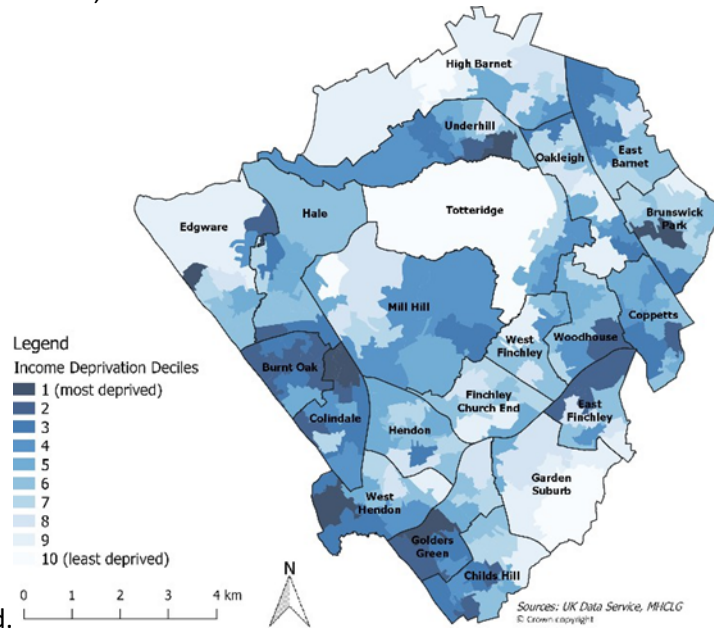 High Barnet
Underhill
Oakleigh
East
Barnet
Edgware
Hale
Totteridge
Brunswick
Park
Mill Hill
Coppetts
West
Finchley
Woodhouse
Burnt Oak
Colindale
Finchley
Church End
East
Finchley
Hendon
Garden
Suburb
West
Hendon
Golders
Green
Childs Hill
Legend
Income Deprivation Deciles
1 (most deprived)
2
3
4
5
6
7
8
9
10 (least deprived)
d.
0 1 2 3 4 km
N
Sources: UK Data Service, MHCLG
© Crown copyright